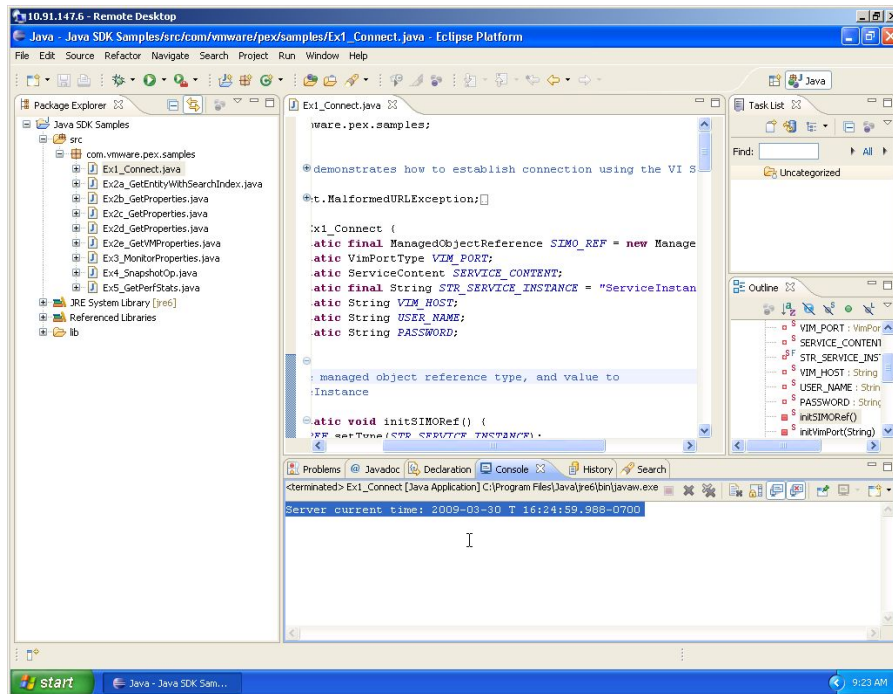 10.91.147.6 - Remote Desktop
Java - Java SDK Samples/src/com/vmware/pex/samples/Ex1_Connect.java - Eclipse Platform
File Edit Source Refactor Navigate Search Project Run Window Help
Java
Package Explorer
Java SDK Samples
src
com.vmware.pex.samples
Ex1_Connect.java
Ex2a_GetEntityWithSearchIndex.java
Ex2b_GetProperties.java
Ex2c_GetProperties.java
Ex2d_GetProperties.java
Ex2e_GetVMProperties.java
Ex3_MonitorProperties.java
Ex4_SnapshotOp.java
Ex5_GetPerfStats.java
JRE System Library [jre6]
Referenced Libraries
lib
Ex1_Connect.java
ware.pex.samples;
demonstrates how to establish connection using the VI S
t.MalformedURLException;
x1_Connect {
atic final ManagedObjectReference SIMO_REF = new Manage
atic VimPortType VIM_PORT;
atic ServiceContent SERVICE_CONTENT;
atic final String STR_SERVICE_INSTANCE = "ServiceInstan
atic String VIM_HOST;
atic String USER_NAME;
atic String PASSWORD;
managed object reference type, and value to
Instance
atic void initSIMORef() {
REF.setType(STR_SERVICE_INSTANCE);
Task List
Find:
All
Uncategorized
Outline
VIM_PORT : VimPor
SERVICE_CONTENT
STR_SERVICE_INS
VIM_HOST : String
USER_NAME : Strin
PASSWORD : String
initSIMORef()
initVimPort(String)
Problems @ Javadoc Declaration Console History Search
<terminated> Ex1_Connect [Java Application] C:\Program Files\Java\jre6\bin\javaw.exe
Server current time: 2009-03-30 T 16:24:59.988-0700
start
Java - Java SDK Sam...
9:23 AM